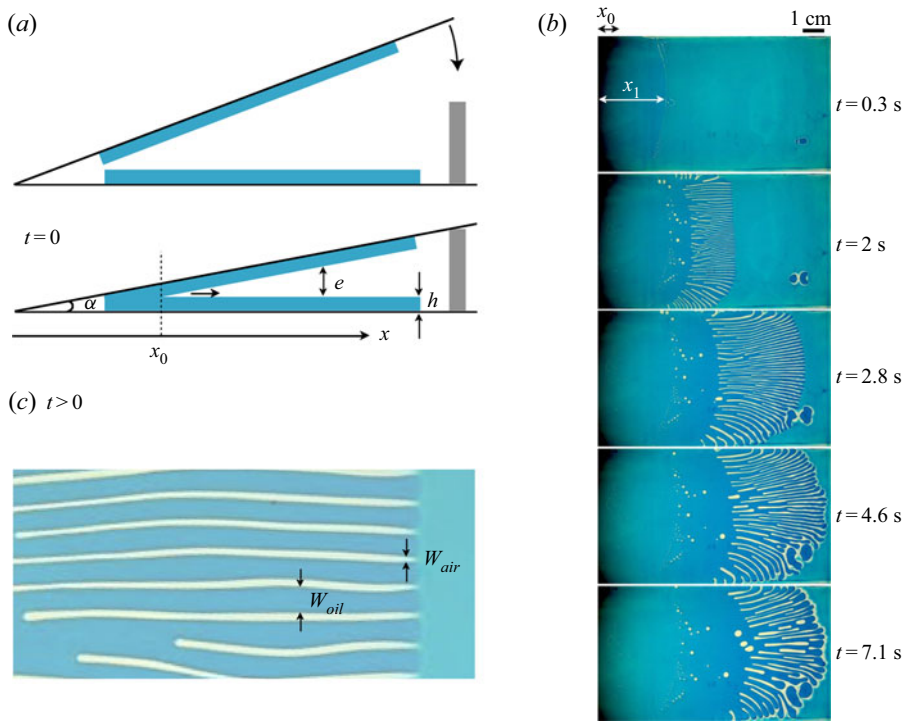 (a)
t=0
α
e
h
x
x0
(b)
x0
1 cm
x1
t=0.3 s
t=2 s
t=2.8 s
t=4.6 s
t=7.1 s
(c) t>0
Wair
Woil